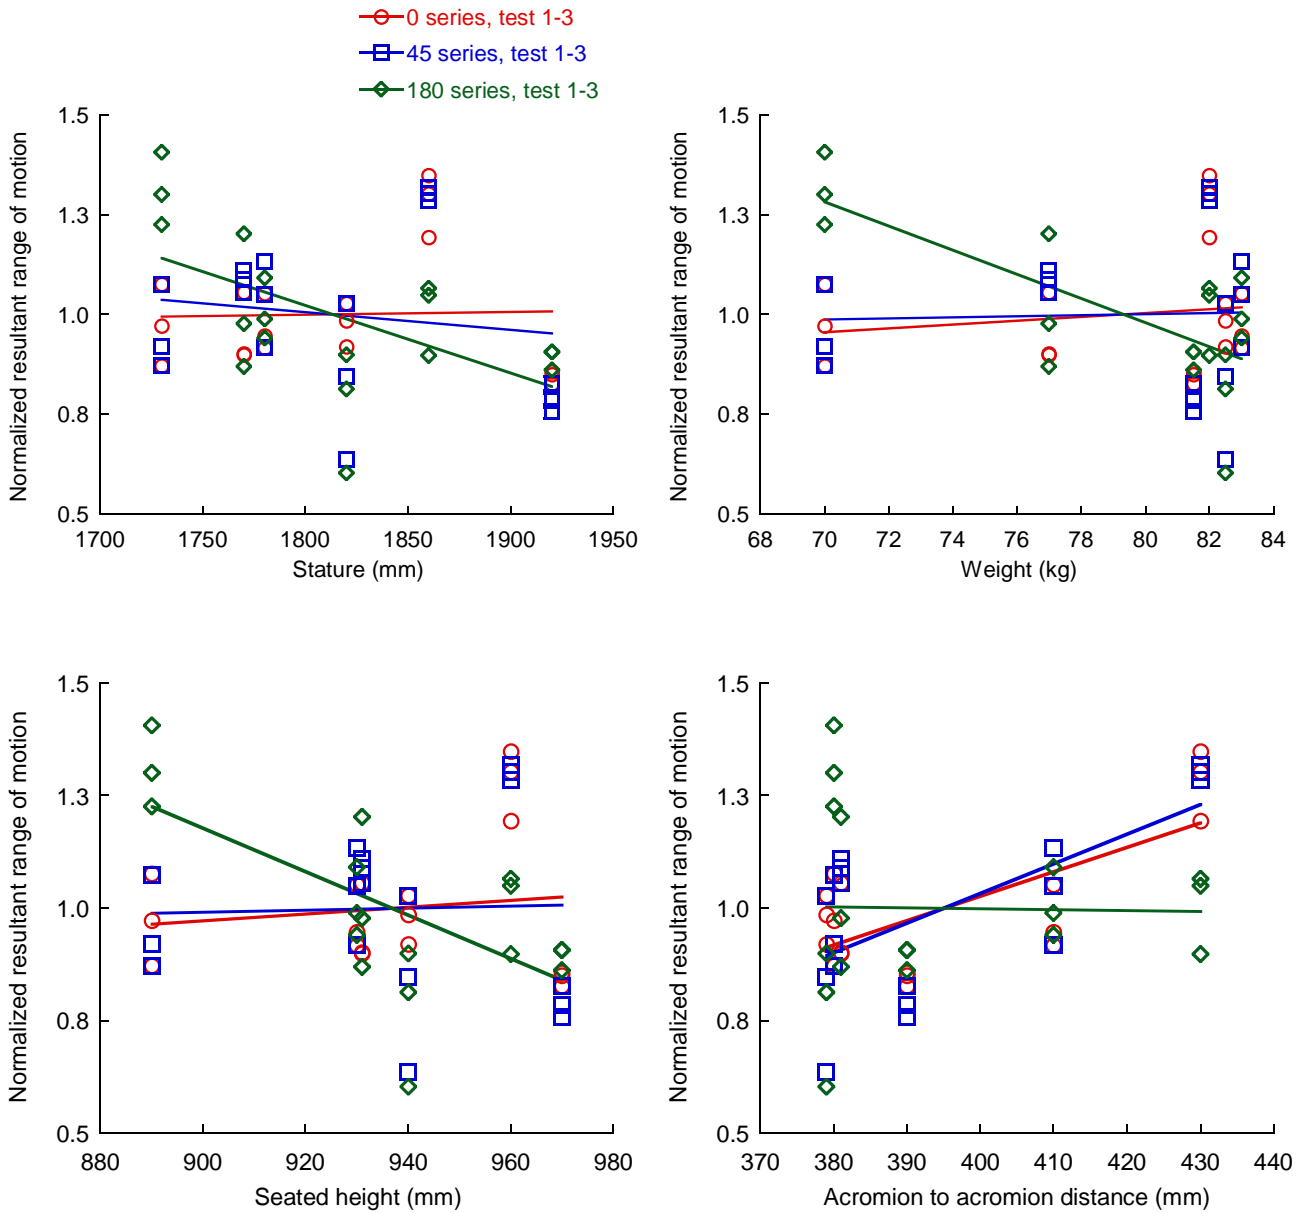 0 series, test 1-3
45 series, test 1-3
180 series, test 1-3
Normalized resultant range of motion
1.5
1.3
1.0
0.8
0.5
1700 1750 1800 1850 1900 1950
Stature (mm)
Normalized resultant range of motion
1.5
1.3
1.0
0.8
0.5
68 70 72 74 76 78 80 82 84
Weight (kg)
Normalized resultant range of motion
1.5
1.3
1.0
0.8
0.5
880 900 920 940 960 980
Seated height (mm)
Normalized resultant range of motion
1.5
1.3
1.0
0.8
0.5
370 380 390 400 410 420 430 440
Acromion to acromion distance (mm)